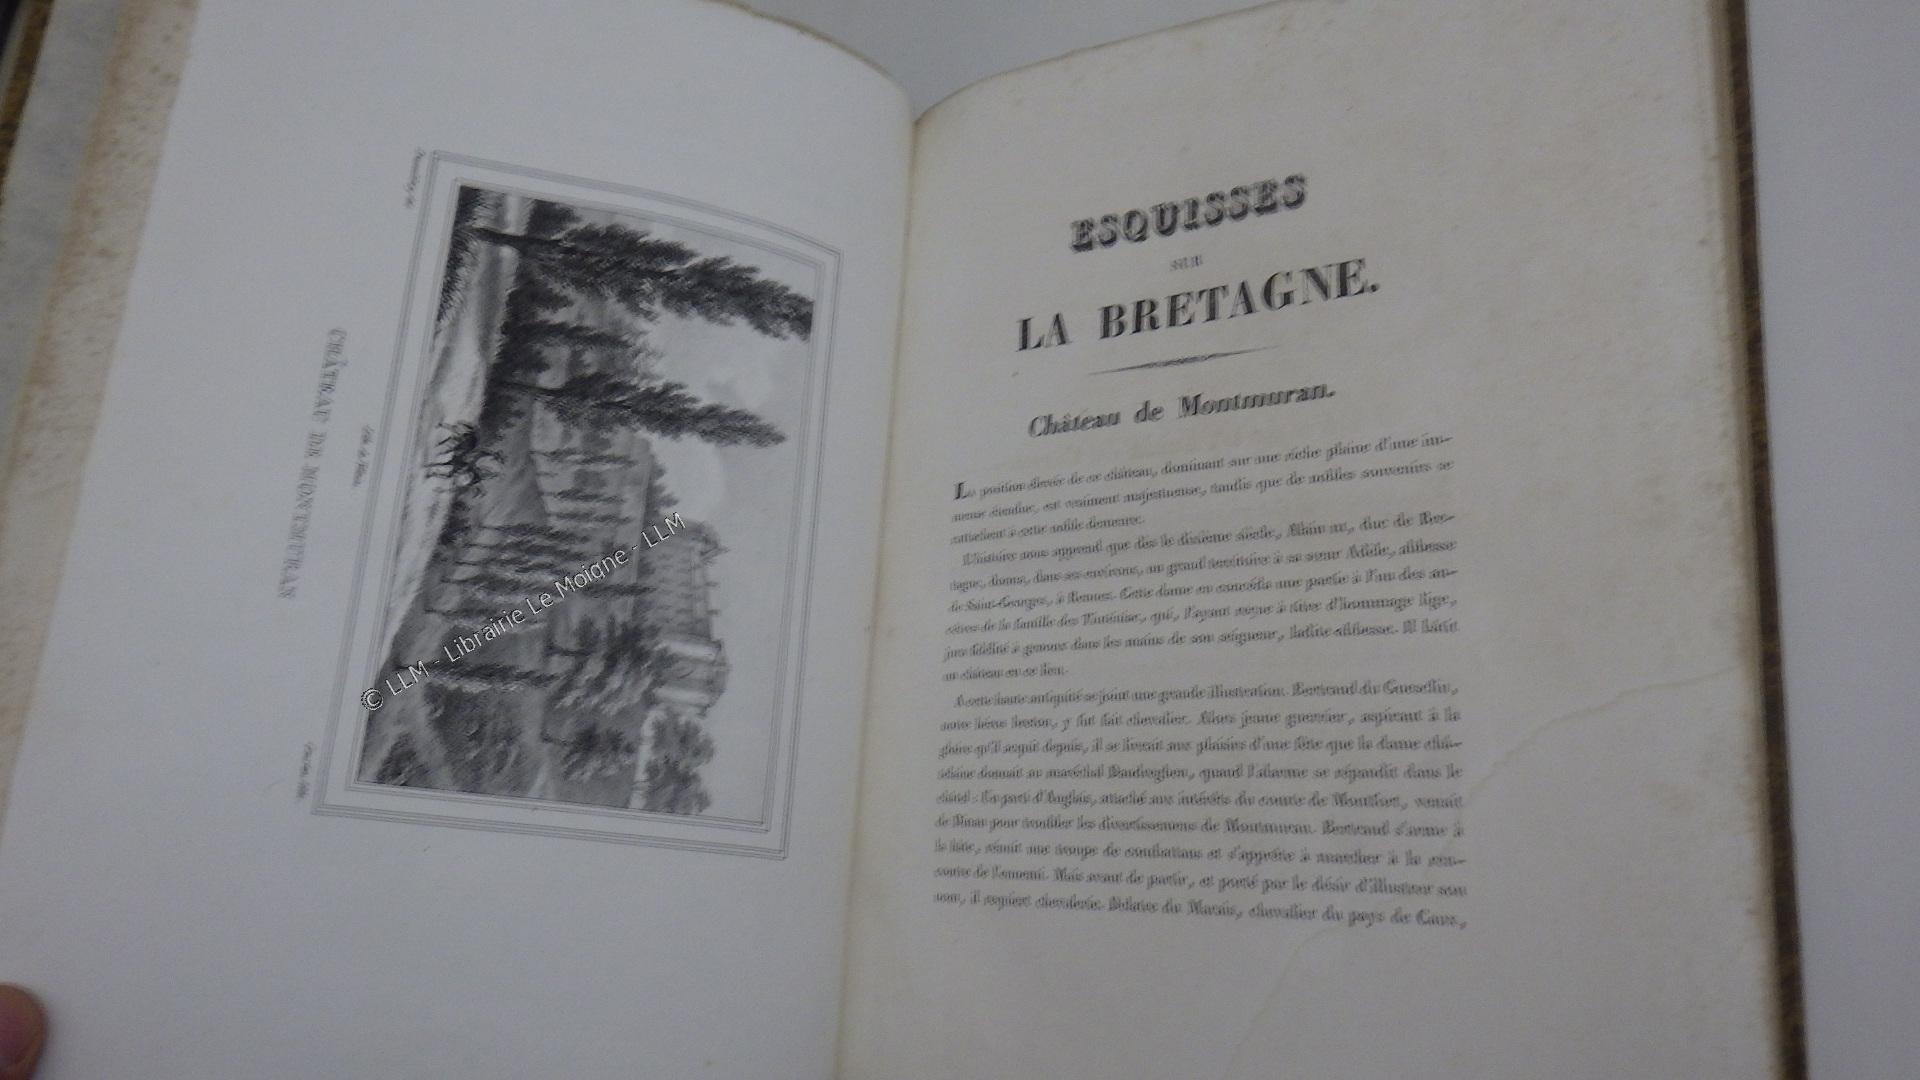 CHÂTEAU DE MONTMURAN
© LLM - Librairie Le Moigne - LLM
ESQUISSES
SUR
LA BRETAGNE.
Château de Montmuran.
La position élevée de ce château, dominant sur une riche plaine d'une im-
mense étendue, est vraiment majestueuse, tandis que de nobles souvenirs se
rattachent à cette noble demeure.
L'histoire nous apprend que dès le dixième siècle, Alain III, duc de Bre-
tagne, donna, dans ses environs, un grand territoire à sa sœur Adèle, abbesse
de Saint-Georges, à Rennes. Cette dame en concéda une partie à l'un des an-
cêtres de la famille des Tinténiac, qui, l'ayant reçue à titre d'hommage lige,
jura fidélité à genoux dans les mains de son seigneur, ladite abbesse. Il bâtit
un château en ce lieu.
A cette haute antiquité se joint une grande illustration. Bertrand du Guesclin,
notre héros breton, y fut fait chevalier. Alors jeune guerrier, aspirant à la
gloire qu'il acquit depuis, il se livrait aux plaisirs d'une fête que la dame châ-
telaine donnait au maréchal Daudreghen, quand l'alarme se répandit dans le
castel : Un parti d'Anglais, attaché aux intérêts du comte de Montfort, venait
de Dinan pour troubler les divertissemens de Montmuran. Bertrand s'arme à
la hâte, réunit une troupe de combattans et s'apprête à marcher à la ren-
contre de l'ennemi. Mais avant de partir, et porté par le désir d'illustrer son
nom, il requiert chevalerie. Eslatre du Marais, chevalier du pays de Caux,